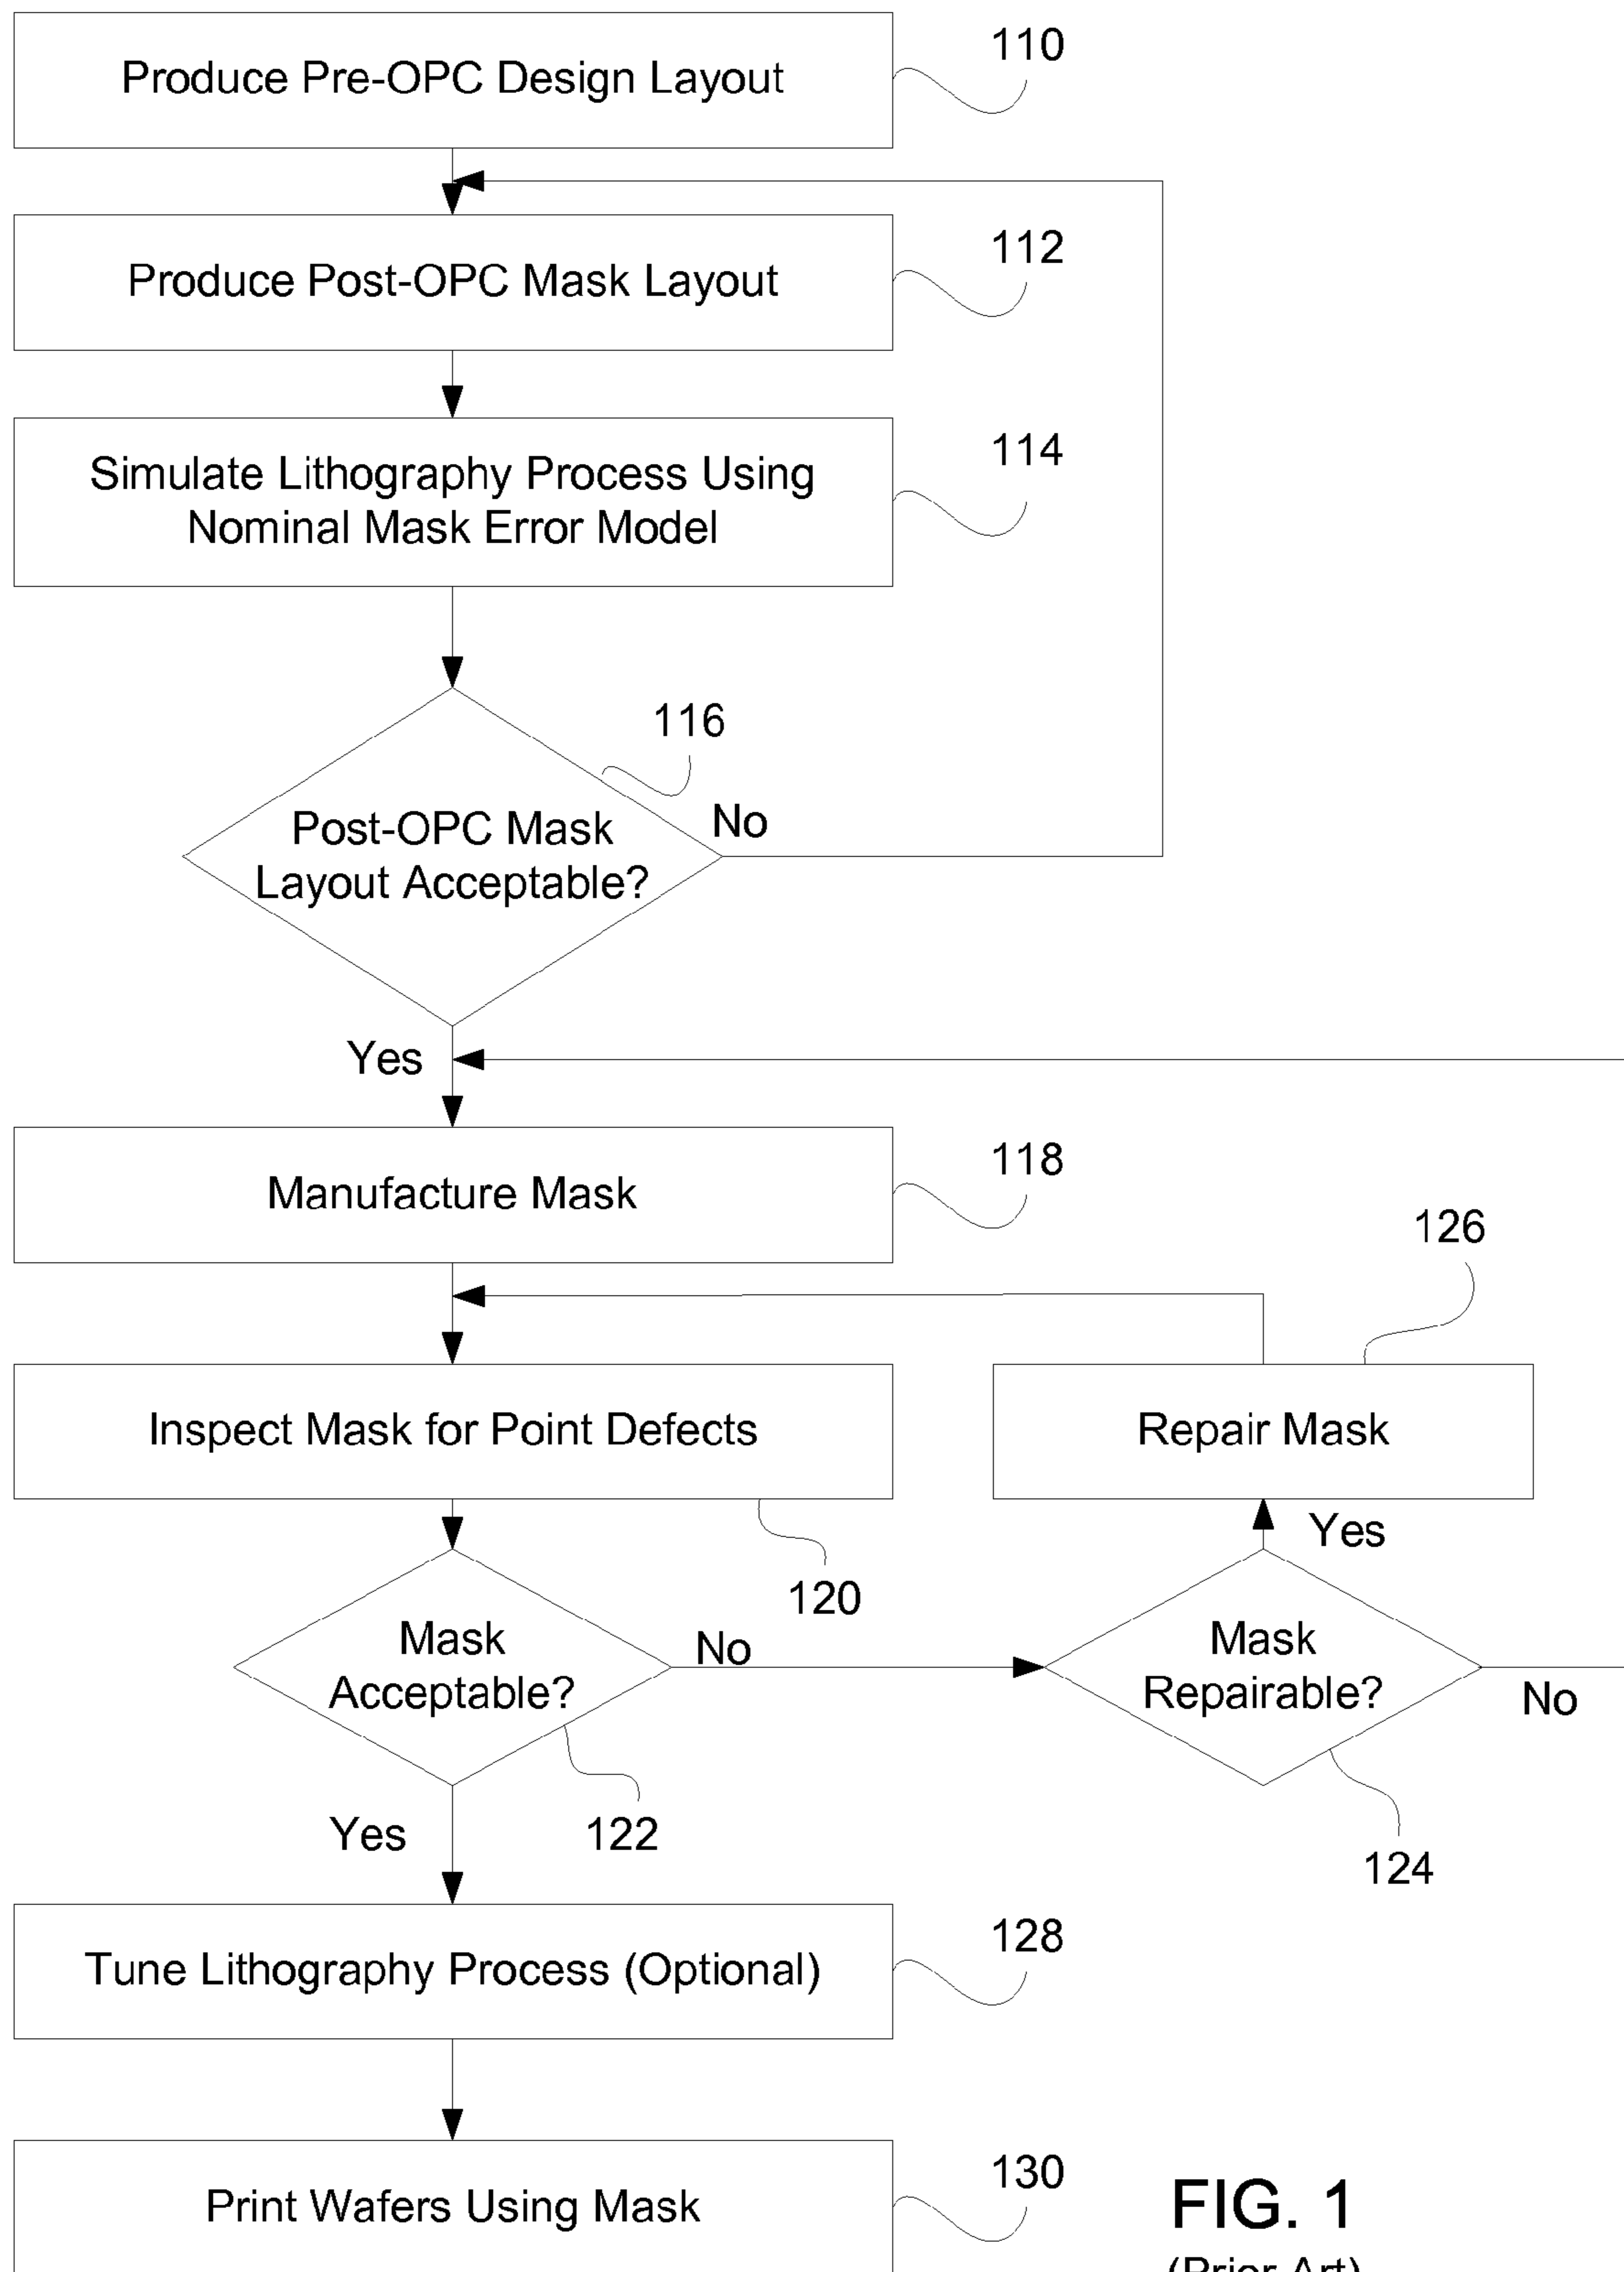 Produce Pre-OPC Design Layout
110
Produce Post-OPC Mask Layout
112
Simulate Lithography Process Using
Nominal Mask Error Model
114
116
Post-OPC Mask
Layout Acceptable?
No
Yes
Manufacture Mask
118
126
Inspect Mask for Point Defects
Repair Mask
Yes
120
Mask
Acceptable?
No
Mask
Repairable?
No
Yes
122
124
Tune Lithography Process (Optional)
128
Print Wafers Using Mask
130
FIG. 1
(Prior Art)